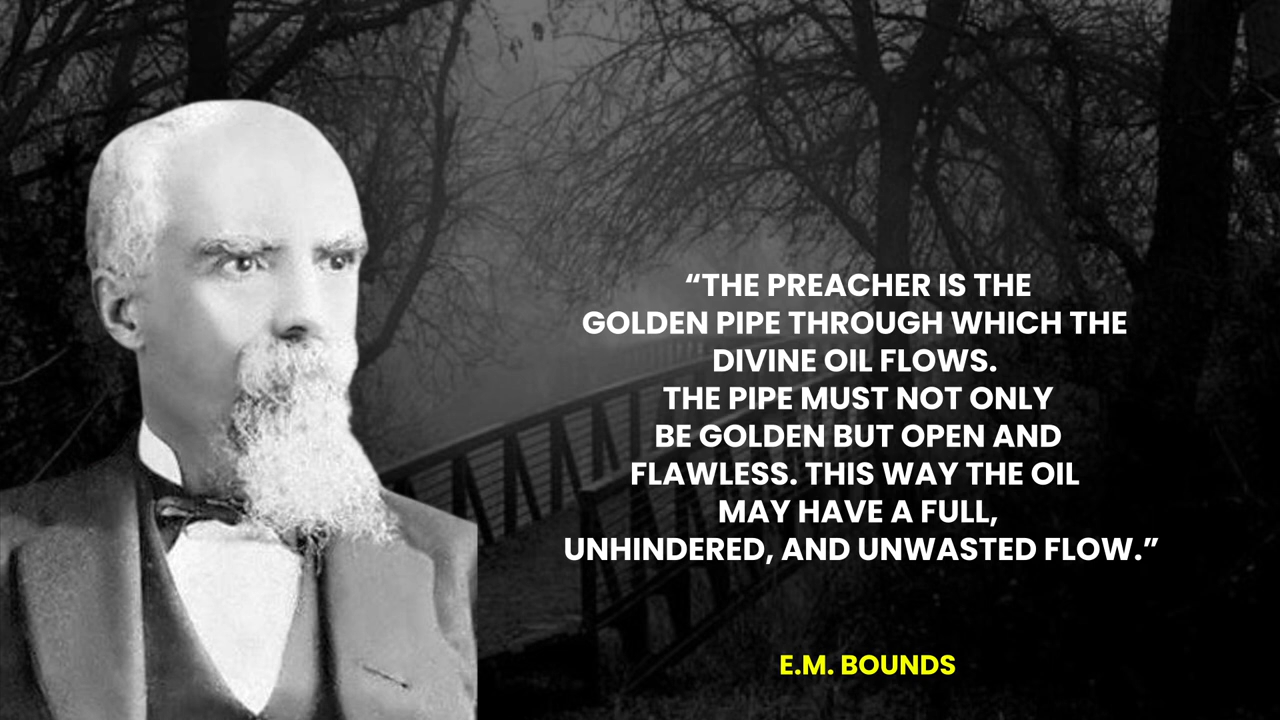 “THE PREACHER IS THE
GOLDEN PIPE THROUGH WHICH THE
DIVINE OIL FLOWS.
THE PIPE MUST NOT ONLY
BE GOLDEN BUT OPEN AND
FLAWLESS. THIS WAY THE OIL
MAY HAVE A FULL,
UNHINDERED, AND UNWASTED FLOW.”
E.M. BOUNDS